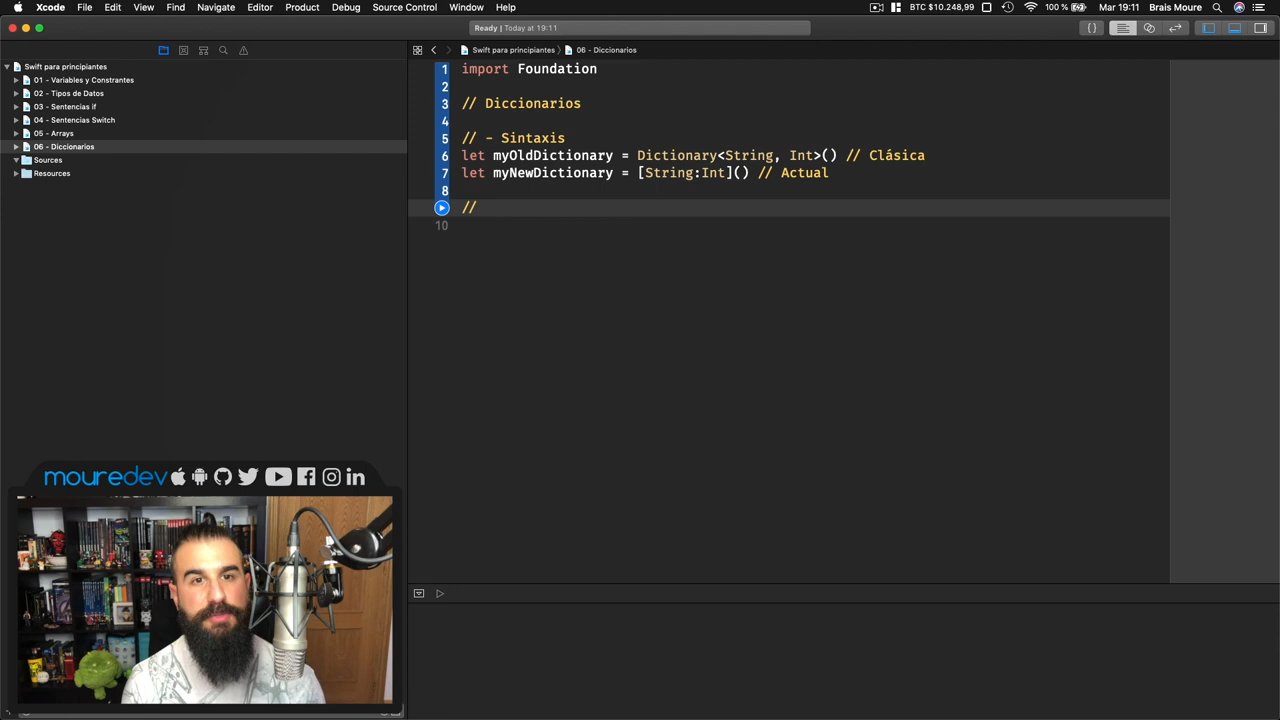 Xcode File Edit View Find Navigate Editor Product Debug Source Control Window Help BTC $10.248,99 100% Mar 19:11 Brais Moure
Ready | Today at 19:11
Swift para principiantes 06 - Diccionarios
Swift para principiantes
01 - Variables y Constrantes
02 - Tipos de Datos
03 - Sentencias if
04 - Sentencias Switch
05 - Arrays
06 - Diccionarios
Sources
Resources
1 import Foundation
2
3 // Diccionarios
4
5 // - Sintaxis
6 let myOldDictionary = Dictionary<String, Int>() // Clásica
7 let myNewDictionary = [String:Int]() // Actual
8
//
10
mouredev